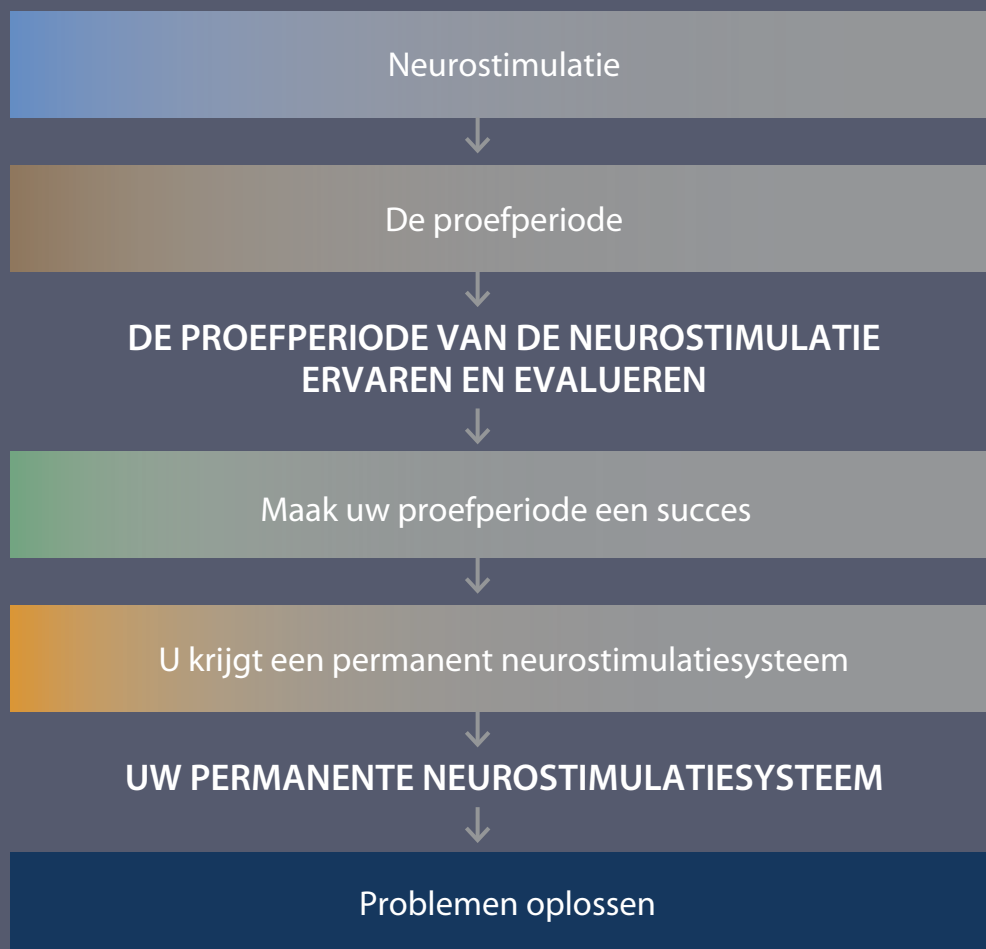 Neurostimulatie
De proefperiode
DE PROEFPERIODE VAN DE NEUROSTIMULATIE
ERVAREN EN EVALUEREN
Maak uw proefperiode een succes
U krijgt een permanent neurostimulatiesysteem
UW PERMANENTE NEUROSTIMULATIESYSTEEM
Problemen oplossen